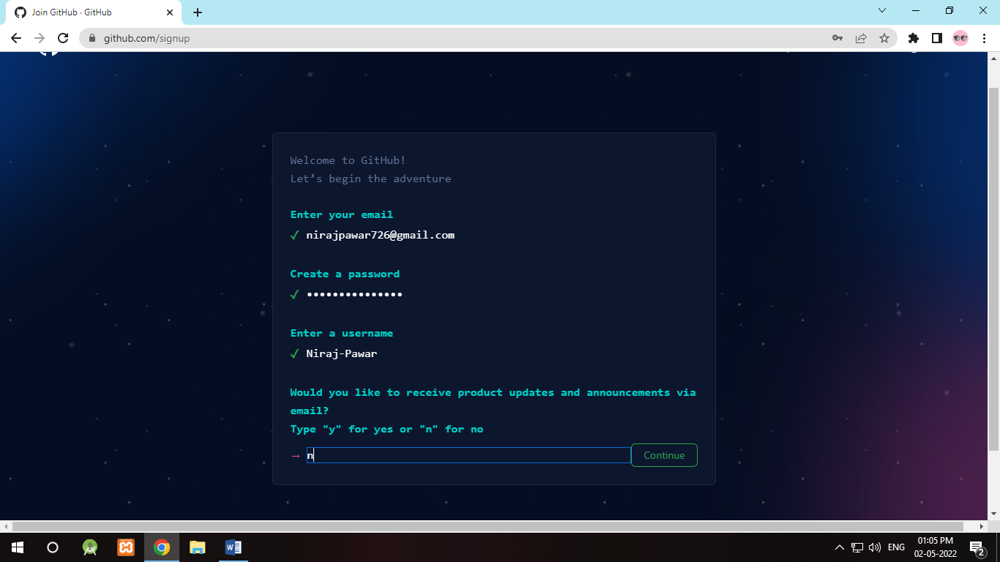 Join GitHub · GitHub
github.com/signup
Welcome to GitHub!
Let’s begin the adventure
Enter your email
✓ nirajpawar726@gmail.com
Create a password
✓ •••••••••••••••
Enter a username
✓ Niraj-Pawar
Would you like to receive product updates and announcements via
email?
Type "y" for yes or "n" for no
→ n Continue
ENG
01:05 PM
02-05-2022
2